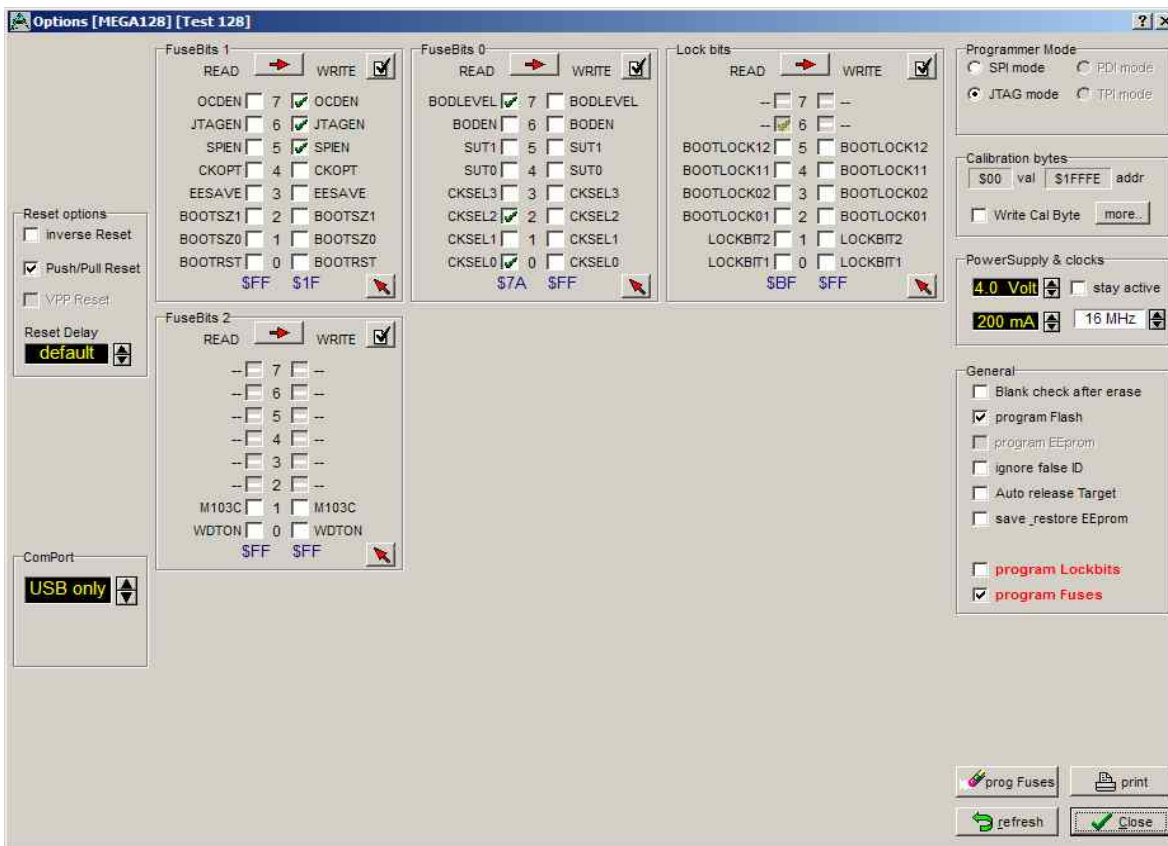 Options [MEGA128] [Test 128]
Reset options
inverse Reset
Push/Pull Reset
VPP Reset
Reset Delay
default
ComPort
USB only
FuseBits 1
READ WRITE
OCDEN 7 OCDEN
JTAGEN 6 JTAGEN
SPIEN 5 SPIEN
CKOPT 4 CKOPT
EESAVE 3 EESAVE
BOOTSZ1 2 BOOTSZ1
BOOTSZ0 1 BOOTSZ0
BOOTRST 0 BOOTRST
$FF $1F
FuseBits 0
READ WRITE
BODLEVEL 7 BODLEVEL
BODEN 6 BODEN
SUT1 5 SUT1
SUT0 4 SUT0
CKSEL3 3 CKSEL3
CKSEL2 2 CKSEL2
CKSEL1 1 CKSEL1
CKSEL0 0 CKSEL0
$7A $FF
Lock bits
READ WRITE
-- 7 --
-- 6 --
BOOTLOCK12 5 BOOTLOCK12
BOOTLOCK11 4 BOOTLOCK11
BOOTLOCK02 3 BOOTLOCK02
BOOTLOCK01 2 BOOTLOCK01
LOCKBIT2 1 LOCKBIT2
LOCKBIT1 0 LOCKBIT1
$BF $FF
FuseBits 2
READ WRITE
-- 7 --
-- 6 --
-- 5 --
-- 4 --
-- 3 --
-- 2 --
M103C 1 M103C
WDTON 0 WDTON
$FF $FF
Programmer Mode
SPI mode PDI mode
JTAG mode TPI mode
Calibration bytes
$00 val $1FFFE addr
Write Cal Byte more..
PowerSupply & clocks
4.0 Volt stay active
200 mA 16 MHz
General
Blank check after erase
program Flash
program EEprom
ignore false ID
Auto release Target
save_restore EEprom
program Lockbits
program Fuses
prog Fuses print
refresh Close